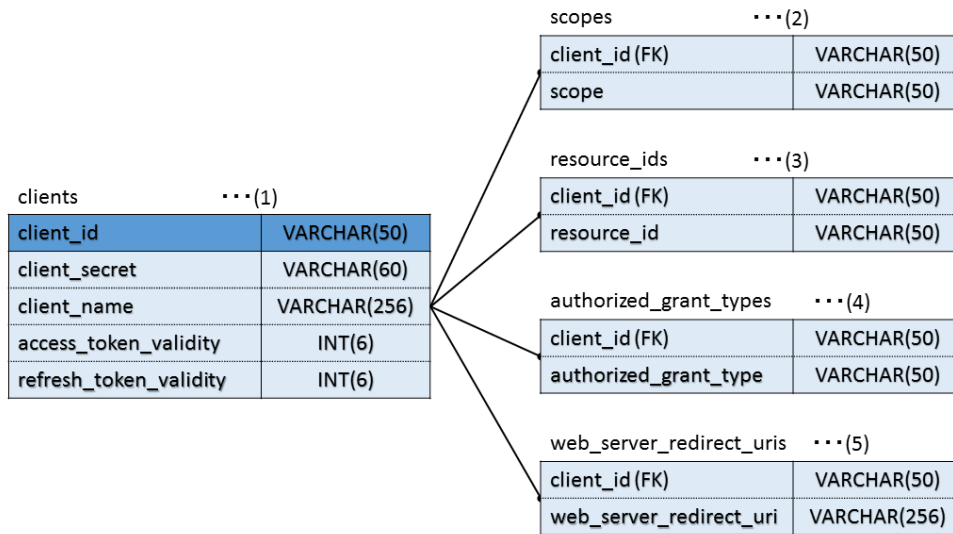 clients ···(1)
client_id VARCHAR(50)
client_secret VARCHAR(60)
client_name VARCHAR(256)
access_token_validity INT(6)
refresh_token_validity INT(6)
scopes ···(2)
client_id (FK) VARCHAR(50)
scope VARCHAR(50)
resource_ids ···(3)
client_id (FK) VARCHAR(50)
resource_id VARCHAR(50)
authorized_grant_types ···(4)
client_id (FK) VARCHAR(50)
authorized_grant_type VARCHAR(50)
web_server_redirect_uris ···(5)
client_id (FK) VARCHAR(50)
web_server_redirect_uri VARCHAR(256)